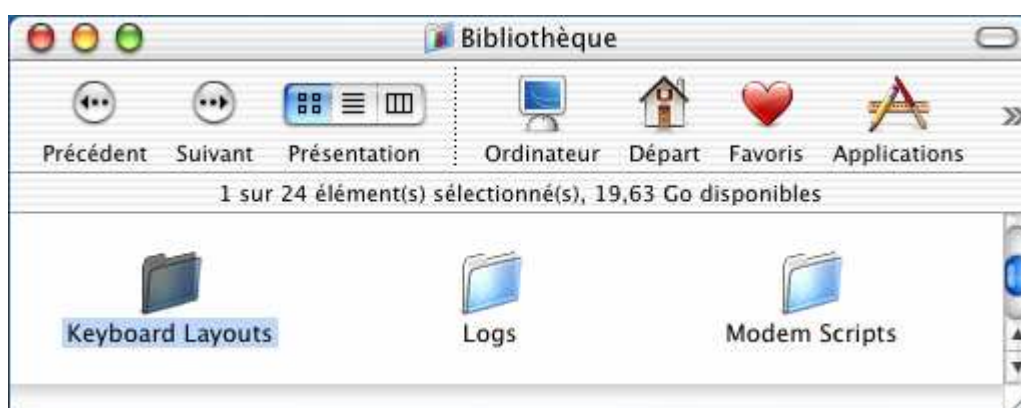 Bibliothèque
Précédent Suivant Présentation Ordinateur Départ Favoris Applications
1 sur 24 élément(s) sélectionné(s), 19,63 Go disponibles
Keyboard Layouts Logs Modem Scripts